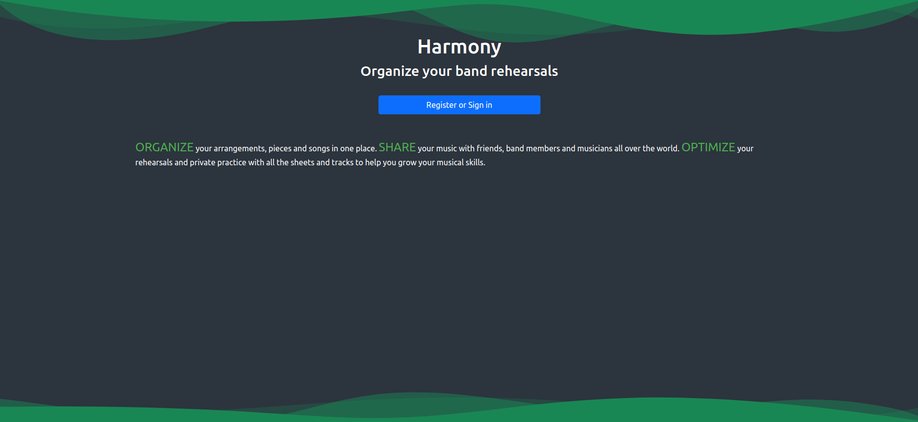 Harmony
Organize your band rehearsals
Register or Sign in
ORGANIZE your arrangements, pieces and songs in one place. SHARE your music with friends, band members and musicians all over the world. OPTIMIZE your
rehearsals and private practice with all the sheets and tracks to help you grow your musical skills.